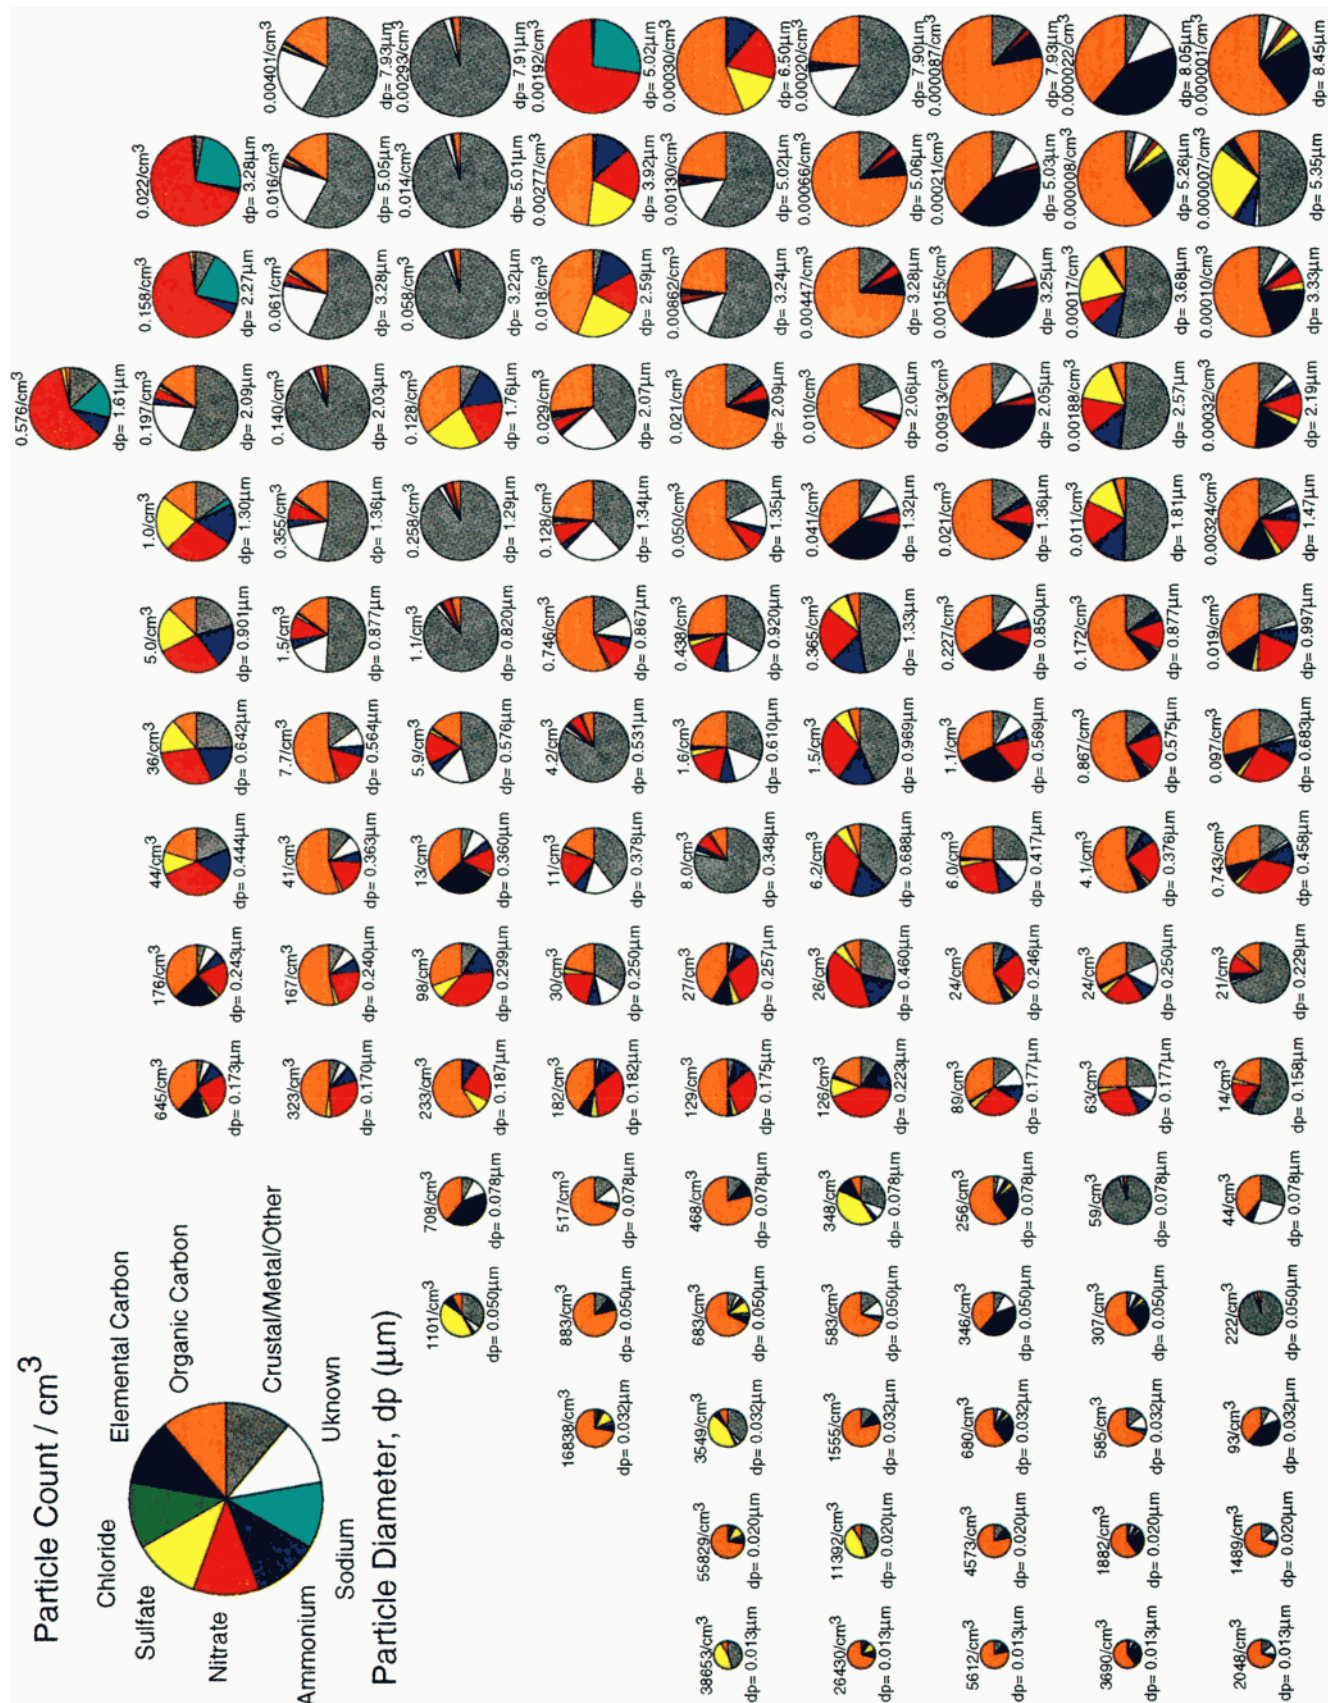 Particle Count / cm³
Elemental Carbon
Chloride
Organic Carbon
Sulfate
Crustal/Metal/Other
Nitrate
Uknown
Ammonium
Sodium
Particle Diameter, dp (µm)
0.576/cm³
dp= 1.61µm
645/cm³ 176/cm³ 44/cm³ 36/cm³ 5.0/cm³ 1.0/cm³ 0.197/cm³ 0.158/cm³ 0.022/cm³
dp= 0.173µm dp= 0.243µm dp= 0.444µm dp= 0.642µm dp= 0.901µm dp= 1.30µm dp= 2.09µm dp= 2.27µm dp= 3.28µm
323/cm³ 167/cm³ 41/cm³ 7.7/cm³ 1.5/cm³ 0.355/cm³ 0.140/cm³ 0.061/cm³ 0.016/cm³ 0.00401/cm³
dp= 0.170µm dp= 0.240µm dp= 0.363µm dp= 0.564µm dp= 0.877µm dp= 1.36µm dp= 2.03µm dp= 3.28µm dp= 5.05µm dp= 7.93µm
1101/cm³ 708/cm³ 233/cm³ 98/cm³ 13/cm³ 5.9/cm³ 1.1/cm³ 0.258/cm³ 0.128/cm³ 0.058/cm³ 0.014/cm³ 0.00293/cm³
dp= 0.050µm dp= 0.078µm dp= 0.187µm dp= 0.299µm dp= 0.360µm dp= 0.576µm dp= 0.820µm dp= 1.29µm dp= 1.76µm dp= 3.22µm dp= 5.01µm dp= 7.91µm
16838/cm³ 883/cm³ 517/cm³ 182/cm³ 30/cm³ 11/cm³ 4.2/cm³ 0.746/cm³ 0.128/cm³ 0.029/cm³ 0.018/cm³ 0.00277/cm³ 0.00192/cm³
dp= 0.032µm dp= 0.050µm dp= 0.078µm dp= 0.182µm dp= 0.250µm dp= 0.378µm dp= 0.531µm dp= 0.867µm dp= 1.34µm dp= 2.07µm dp= 2.59µm dp= 3.92µm dp= 5.02µm
38653/cm³ 55829/cm³ 3549/cm³ 683/cm³ 468/cm³ 129/cm³ 27/cm³ 8.0/cm³ 1.6/cm³ 0.438/cm³ 0.050/cm³ 0.021/cm³ 0.00862/cm³ 0.00130/cm³ 0.00030/cm³
dp= 0.013µm dp= 0.020µm dp= 0.032µm dp= 0.050µm dp= 0.078µm dp= 0.175µm dp= 0.257µm dp= 0.348µm dp= 0.610µm dp= 0.920µm dp= 1.35µm dp= 2.09µm dp= 3.24µm dp= 5.02µm dp= 6.50µm
26430/cm³ 11392/cm³ 1555/cm³ 583/cm³ 348/cm³ 126/cm³ 26/cm³ 6.2/cm³ 1.5/cm³ 0.365/cm³ 0.041/cm³ 0.010/cm³ 0.00447/cm³ 0.00066/cm³ 0.00020/cm³
dp= 0.013µm dp= 0.020µm dp= 0.032µm dp= 0.050µm dp= 0.078µm dp= 0.223µm dp= 0.460µm dp= 0.688µm dp= 0.969µm dp= 1.33µm dp= 1.32µm dp= 2.06µm dp= 3.28µm dp= 5.06µm dp= 7.90µm
5612/cm³ 4573/cm³ 680/cm³ 346/cm³ 256/cm³ 89/cm³ 24/cm³ 6.0/cm³ 1.1/cm³ 0.227/cm³ 0.021/cm³ 0.00913/cm³ 0.00155/cm³ 0.00021/cm³ 0.000087/cm³
dp= 0.013µm dp= 0.020µm dp= 0.032µm dp= 0.050µm dp= 0.078µm dp= 0.177µm dp= 0.246µm dp= 0.417µm dp= 0.569µm dp= 0.850µm dp= 1.36µm dp= 2.05µm dp= 3.25µm dp= 5.03µm dp= 7.93µm
3690/cm³ 1882/cm³ 585/cm³ 307/cm³ 59/cm³ 63/cm³ 24/cm³ 4.1/cm³ 0.867/cm³ 0.172/cm³ 0.011/cm³ 0.00188/cm³ 0.00017/cm³ 0.00008/cm³ 0.000022/cm³
dp= 0.013µm dp= 0.020µm dp= 0.032µm dp= 0.050µm dp= 0.078µm dp= 0.177µm dp= 0.250µm dp= 0.376µm dp= 0.575µm dp= 0.877µm dp= 1.81µm dp= 2.57µm dp= 3.68µm dp= 5.26µm dp= 8.05µm
2048/cm³ 1489/cm³ 93/cm³ 222/cm³ 44/cm³ 14/cm³ 21/cm³ 0.743/cm³ 0.097/cm³ 0.019/cm³ 0.00324/cm³ 0.00032/cm³ 0.00010/cm³ 0.00007/cm³ 0.00001/cm³
dp= 0.013µm dp= 0.020µm dp= 0.032µm dp= 0.050µm dp= 0.078µm dp= 0.158µm dp= 0.229µm dp= 0.458µm dp= 0.683µm dp= 0.997µm dp= 1.47µm dp= 2.19µm dp= 3.33µm dp= 5.35µm dp= 8.45µm